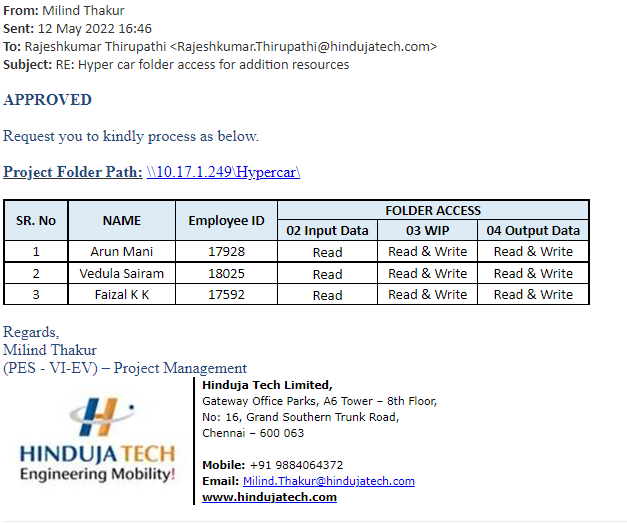 From: Milind Thakur
Sent: 12 May 2022 16:46
To: Rajeshkumar Thirupathi <Rajeshkumar.Thirupathi@hindujatech.com>
Subject: RE: Hyper car folder access for addition resources
APPROVED
Request you to kindly process as below.
Project Folder Path: \\10.17.1.249\Hypercar\
SR. No NAME Employee ID FOLDER ACCESS
02 Input Data 03 WIP 04 Output Data
1 Arun Mani 17928 Read Read & Write Read & Write
2 Vedula Sairam 18025 Read Read & Write Read & Write
3 Faizal K K 17592 Read Read & Write Read & Write
Regards,
Milind Thakur
(PES - VI-EV) – Project Management
HINDUJA TECH
Engineering Mobility!
Hinduja Tech Limited,
Gateway Office Parks, A6 Tower – 8th Floor,
No: 16, Grand Southern Trunk Road,
Chennai – 600 063
Mobile: +91 9884064372
Email: Milind.Thakur@hindujatech.com
www.hindujatech.com